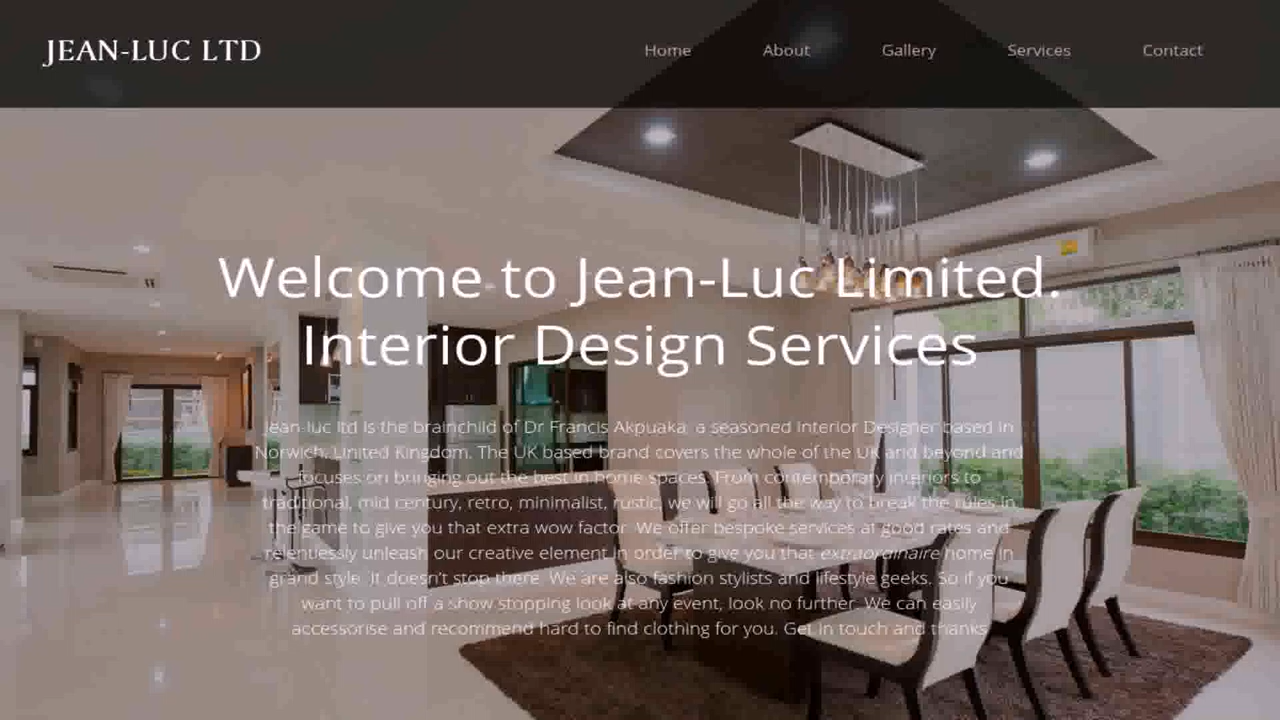 JEAN-LUC LTD
Home About Gallery Services Contact
Welcome to Jean-Luc Limited.
Interior Design Services
Jean-luc ltd is the brainchild of Dr Francis Akpuaka, a seasoned Interior Designer based in
Norwich, United Kingdom. The UK based brand covers the whole of the UK and beyond and
focuses on bringing out the best in home spaces. From contemporary interiors to
traditional, mid century, retro, minimalist, rustic, we will go all the way to break the rules in
the game to give you that extra wow factor. We offer bespoke services at good rates and
relentlessly unleash our creative element in order to give you that extraordinaire home in
grand style. It doesn't stop there. We are also fashion stylists and lifestyle geeks. So if you
want to pull off a show stopping look at any event, look no further. We can easily
accessorise and recommend hard to find clothing for you. Get in touch and thanks